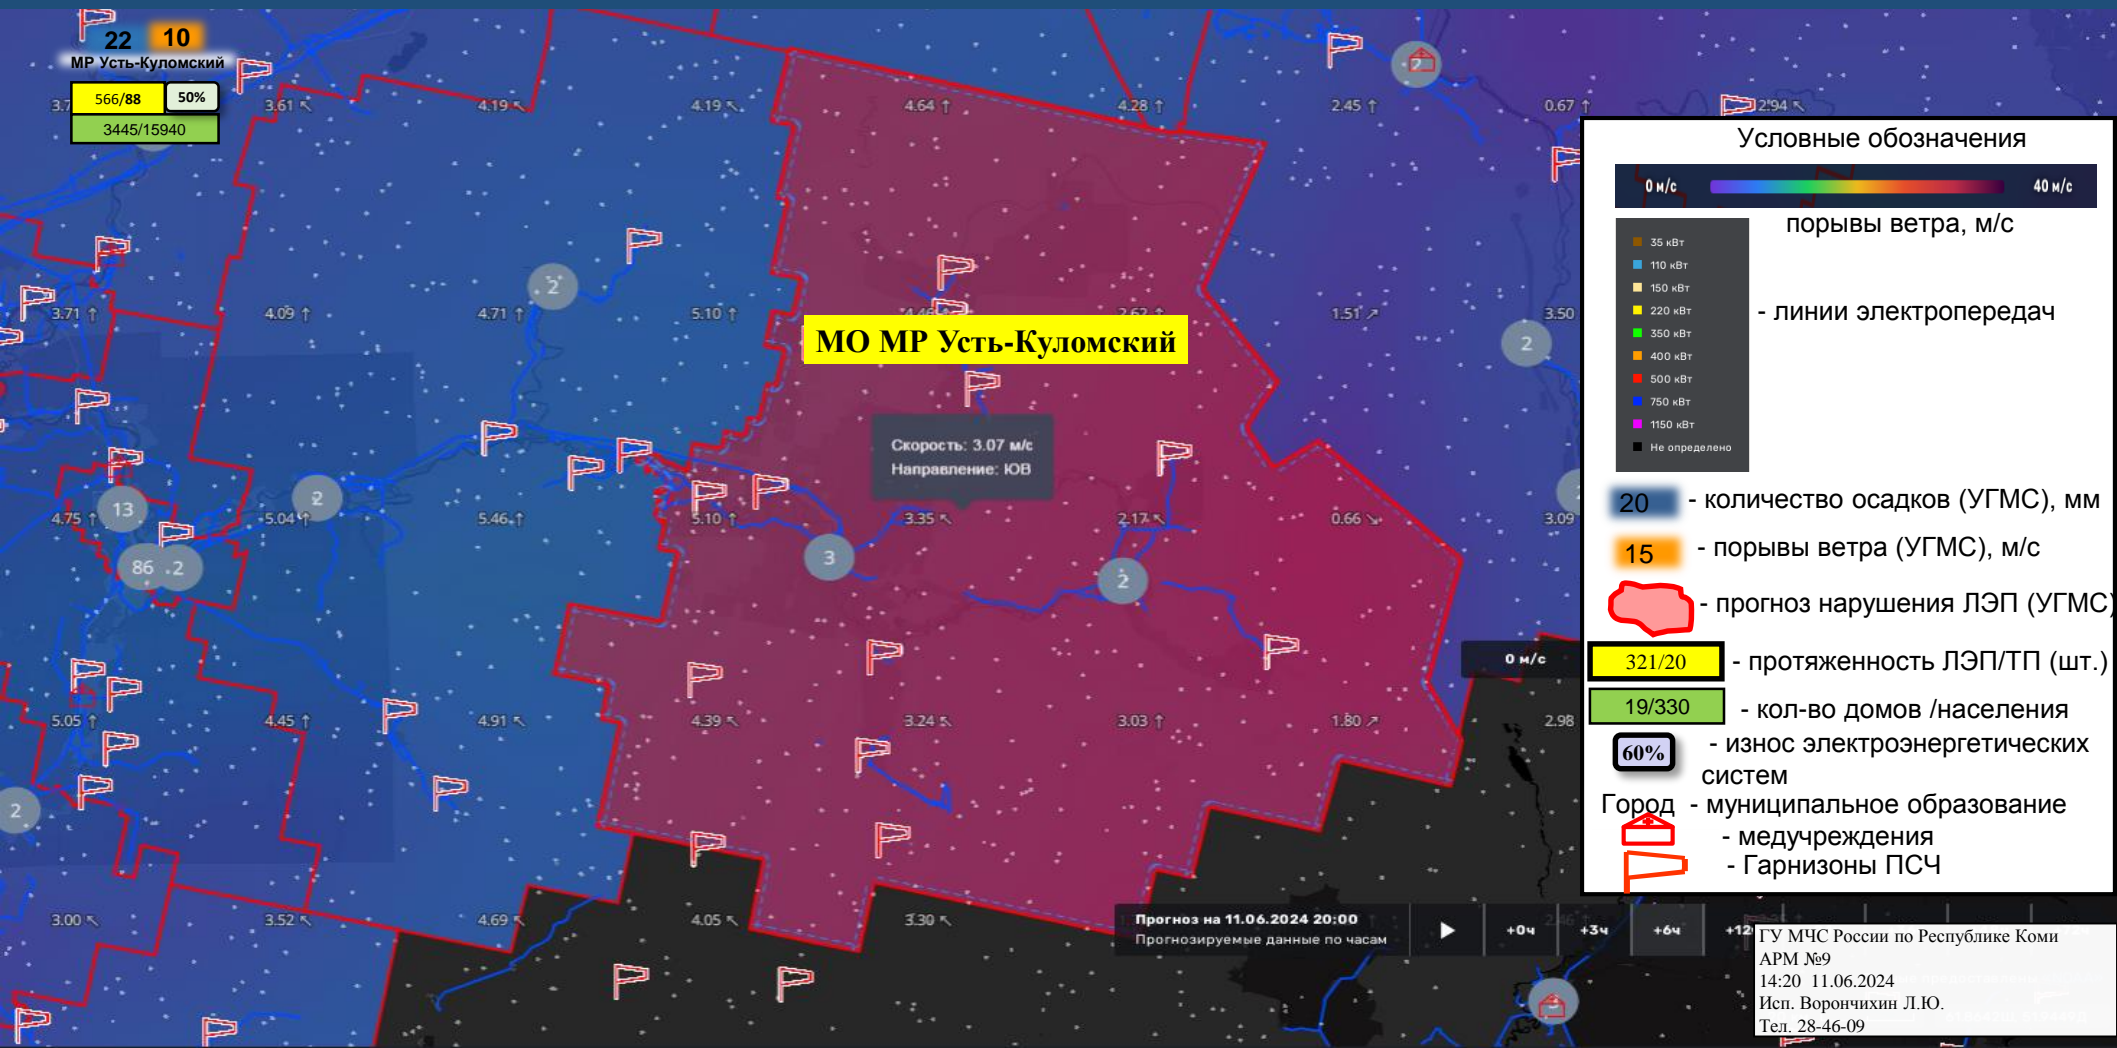 22 10
МР Усть-Куломский
566/88 50%
3445/15940
3.61 ↖ 4.19 ↖ 4.19 ↖ 4.64 ↑ 4.28 ↑ 2.45 ↑ 0.67 ↑ 2.94 ↖
2
Условные обозначения
0 м/с 40 м/с
порывы ветра, м/с
35 кВт
110 кВт
150 кВт
220 кВт
350 кВт
400 кВт
500 кВт
750 кВт
1150 кВт
Не определено
- линии электропередач
20 - количество осадков (УГМС), мм
15 - порывы ветра (УГМС), м/с
- прогноз нарушения ЛЭП (УГМС)
321/20 - протяженность ЛЭП/ТП (шт.)
19/330 - кол-во домов /населения
60% - износ электроэнергетических
систем
Город - муниципальное образование
- медучреждения
- Гарнизоны ПСЧ
2
3.71 ↑ 4.09 ↑ 4.71 ↑ 5.10 ↑ 1.51 ↗ 3.50
МО МР Усть-Куломский
2
Скорость: 3.07 м/с
Направление: ЮВ
13 2
4.75 ↑ 5.04 ↑ 5.46 ↑ 5.10 ↑ 3.35 ↖ 2.17 ↖ 0.66 ↘ 3.09
86 2 3 2
0 м/с
5.05 ↑ 4.45 ↑ 4.91 ↖ 4.39 ↖ 3.24 ↖ 3.03 ↑ 1.80 ↗ 2.98
2
3.00 ↖ 3.52 ↖ 4.69 ↖ 4.05 ↖ 3.30 ↖
Прогноз на 11.06.2024 20:00
Прогнозируемые данные по часам
+0ч +3ч +6ч
ГУ МЧС России по Республике Коми
АРМ №9
14:20 11.06.2024
Исп. Ворончихин Л.Ю.
Тел. 28-46-09